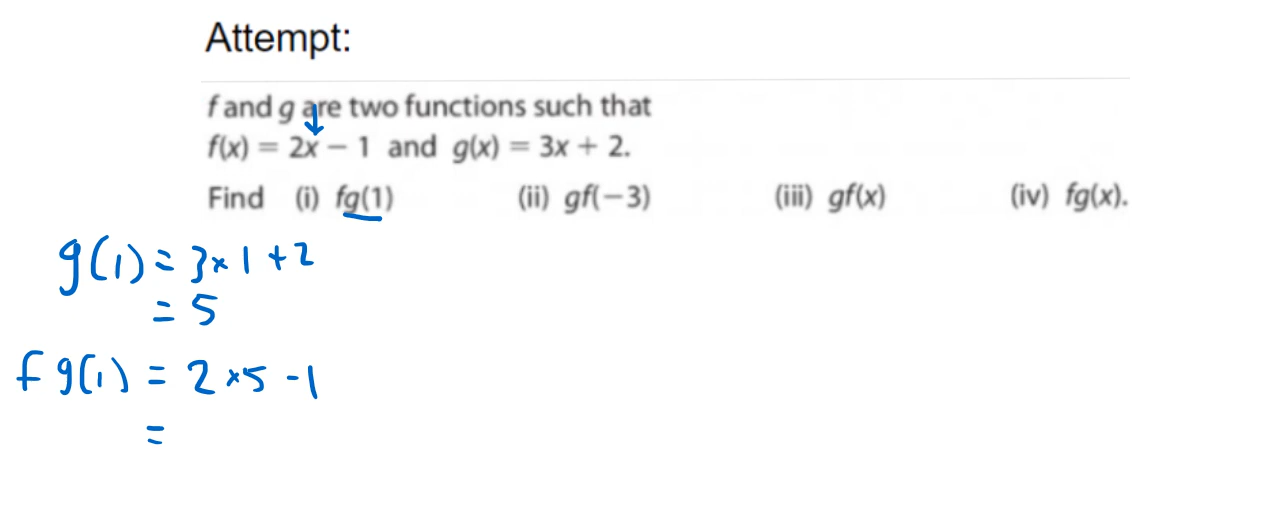 Attempt:
f and g are two functions such that
f(x) = 2x − 1 and g(x) = 3x + 2.
Find (i) fg(1) (ii) gf(−3) (iii) gf(x) (iv) fg(x).
g(1) = 3 × 1 + 2
= 5
f g(1) = 2 × 5 - 1
=